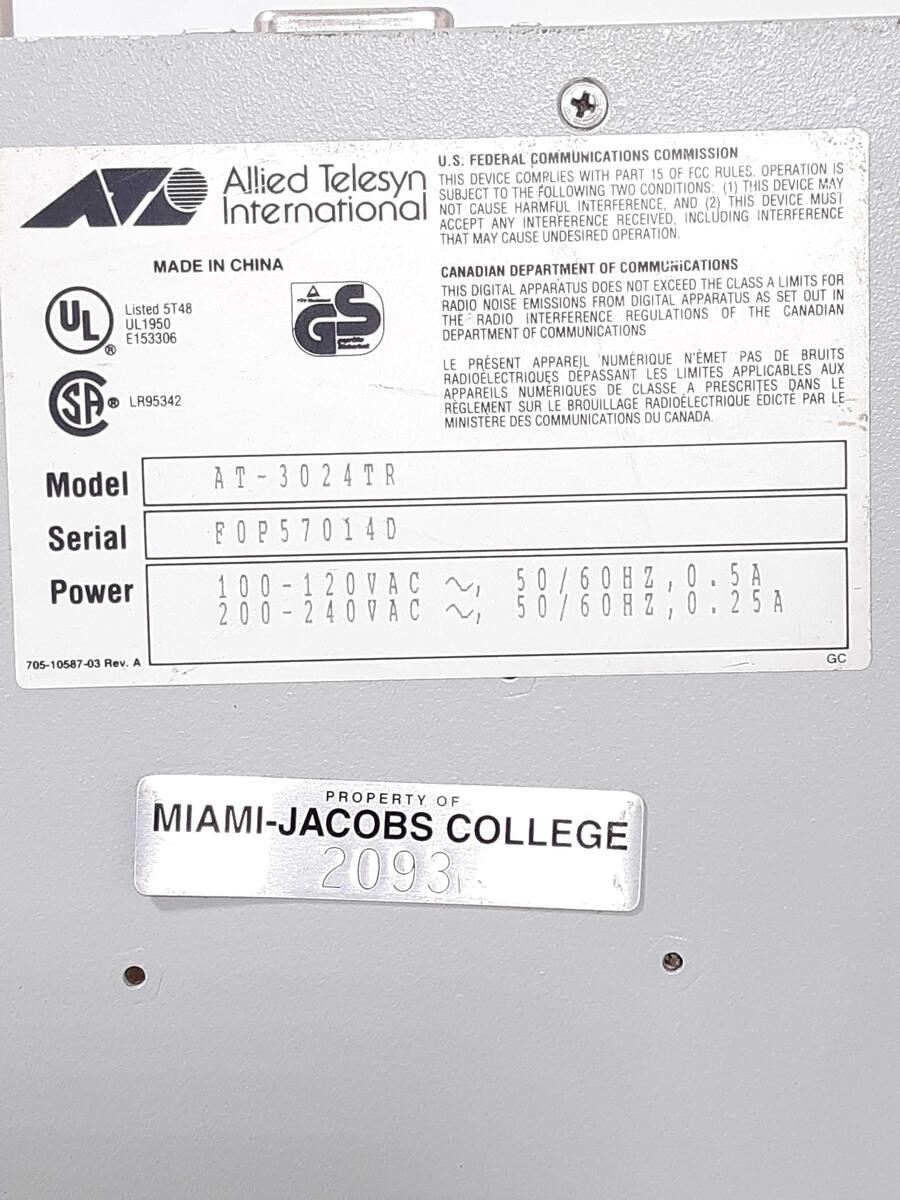 ATI Allied Telesyn
International
MADE IN CHINA
UL ® Listed 5T48
UL1950
E153306
TÜV Rheinland
GS
geprüfte
Sicherheit
SA ® LR95342
U.S. FEDERAL COMMUNICATIONS COMMISSION
THIS DEVICE COMPLIES WITH PART 15 OF FCC RULES. OPERATION IS
SUBJECT TO THE FOLLOWING TWO CONDITIONS: (1) THIS DEVICE MAY
NOT CAUSE HARMFUL INTERFERENCE, AND (2) THIS DEVICE MUST
ACCEPT ANY INTERFERENCE RECEIVED, INCLUDING INTERFERENCE
THAT MAY CAUSE UNDESIRED OPERATION.
CANADIAN DEPARTMENT OF COMMUNICATIONS
THIS DIGITAL APPARATUS DOES NOT EXCEED THE CLASS A LIMITS FOR
RADIO NOISE EMISSIONS FROM DIGITAL APPARATUS AS SET OUT IN
THE RADIO INTERFERENCE REGULATIONS OF THE CANADIAN
DEPARTMENT OF COMMUNICATIONS
LE PRÉSENT APPAREIL NUMÉRIQUE N'ÉMET PAS DE BRUITS
RADIOÉLECTRIQUES DÉPASSANT LES LIMITES APPLICABLES AUX
APPAREILS NUMÉRIQUES DE CLASSE A PRESCRITES DANS LE
RÈGLEMENT SUR LE BROUILLAGE RADIOÉLECTRIQUE ÉDICTÉ PAR LE
MINISTÈRE DES COMMUNICATIONS DU CANADA.
Model AT-3024TR
Serial F0P57014D
Power 100-120VAC ~, 50/60HZ,0.5A
200-240VAC ~, 50/60HZ,0.25A
705-10587-03 Rev. A
GC
PROPERTY OF
MIAMI-JACOBS COLLEGE
2093